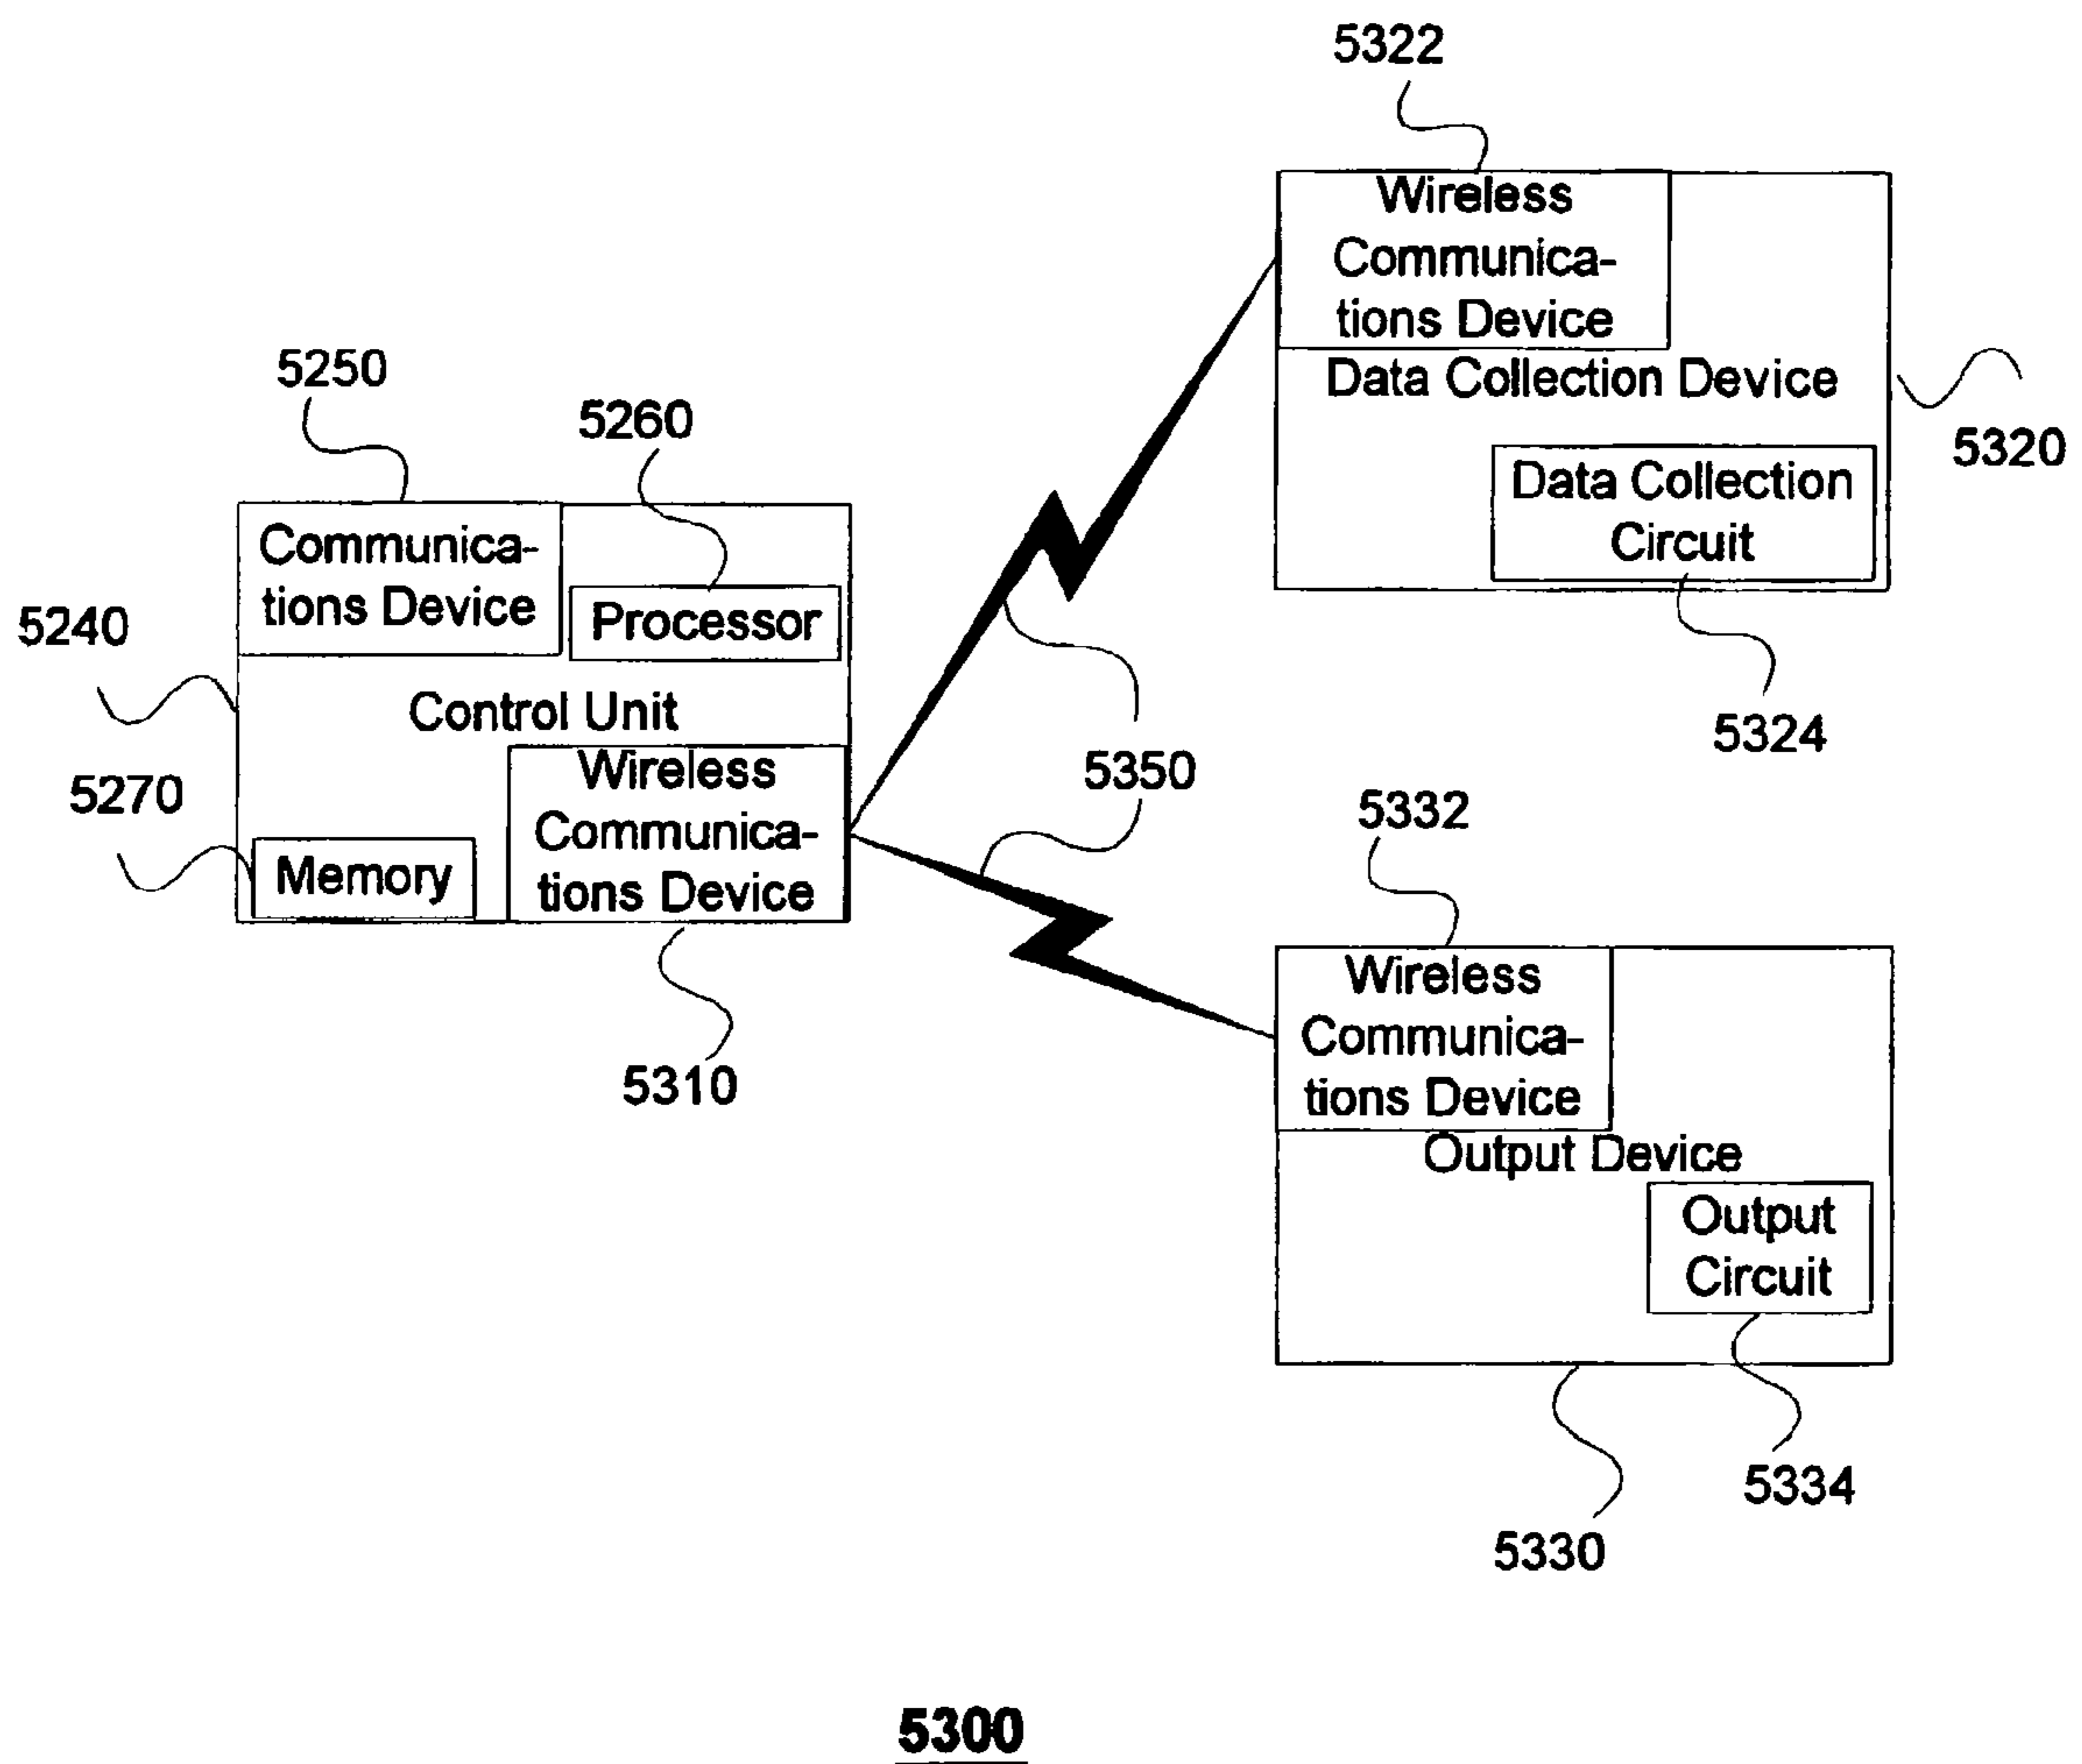 5322
Wireless
Communica-
tions Device
Data Collection Device
5320
Data Collection
Circuit
5324
5250
5260
Communica-
tions Device
Processor
5240
Control Unit
5270
Wireless
Communica-
tions Device
Memory
5310
5350
5332
Wireless
Communica-
tions Device
Output Device
Output
Circuit
5334
5330
5300